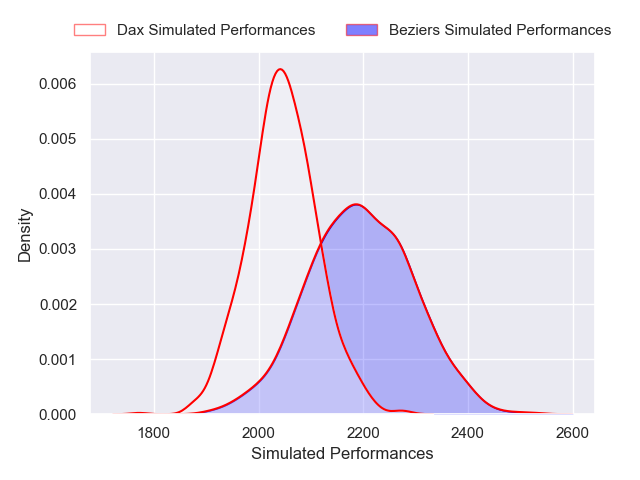 Dax Simulated Performances Beziers Simulated Performances
0.006
0.005
0.004
0.003
0.002
0.001
0.000
Density
1800 2000 2200 2400 2600
Simulated Performances